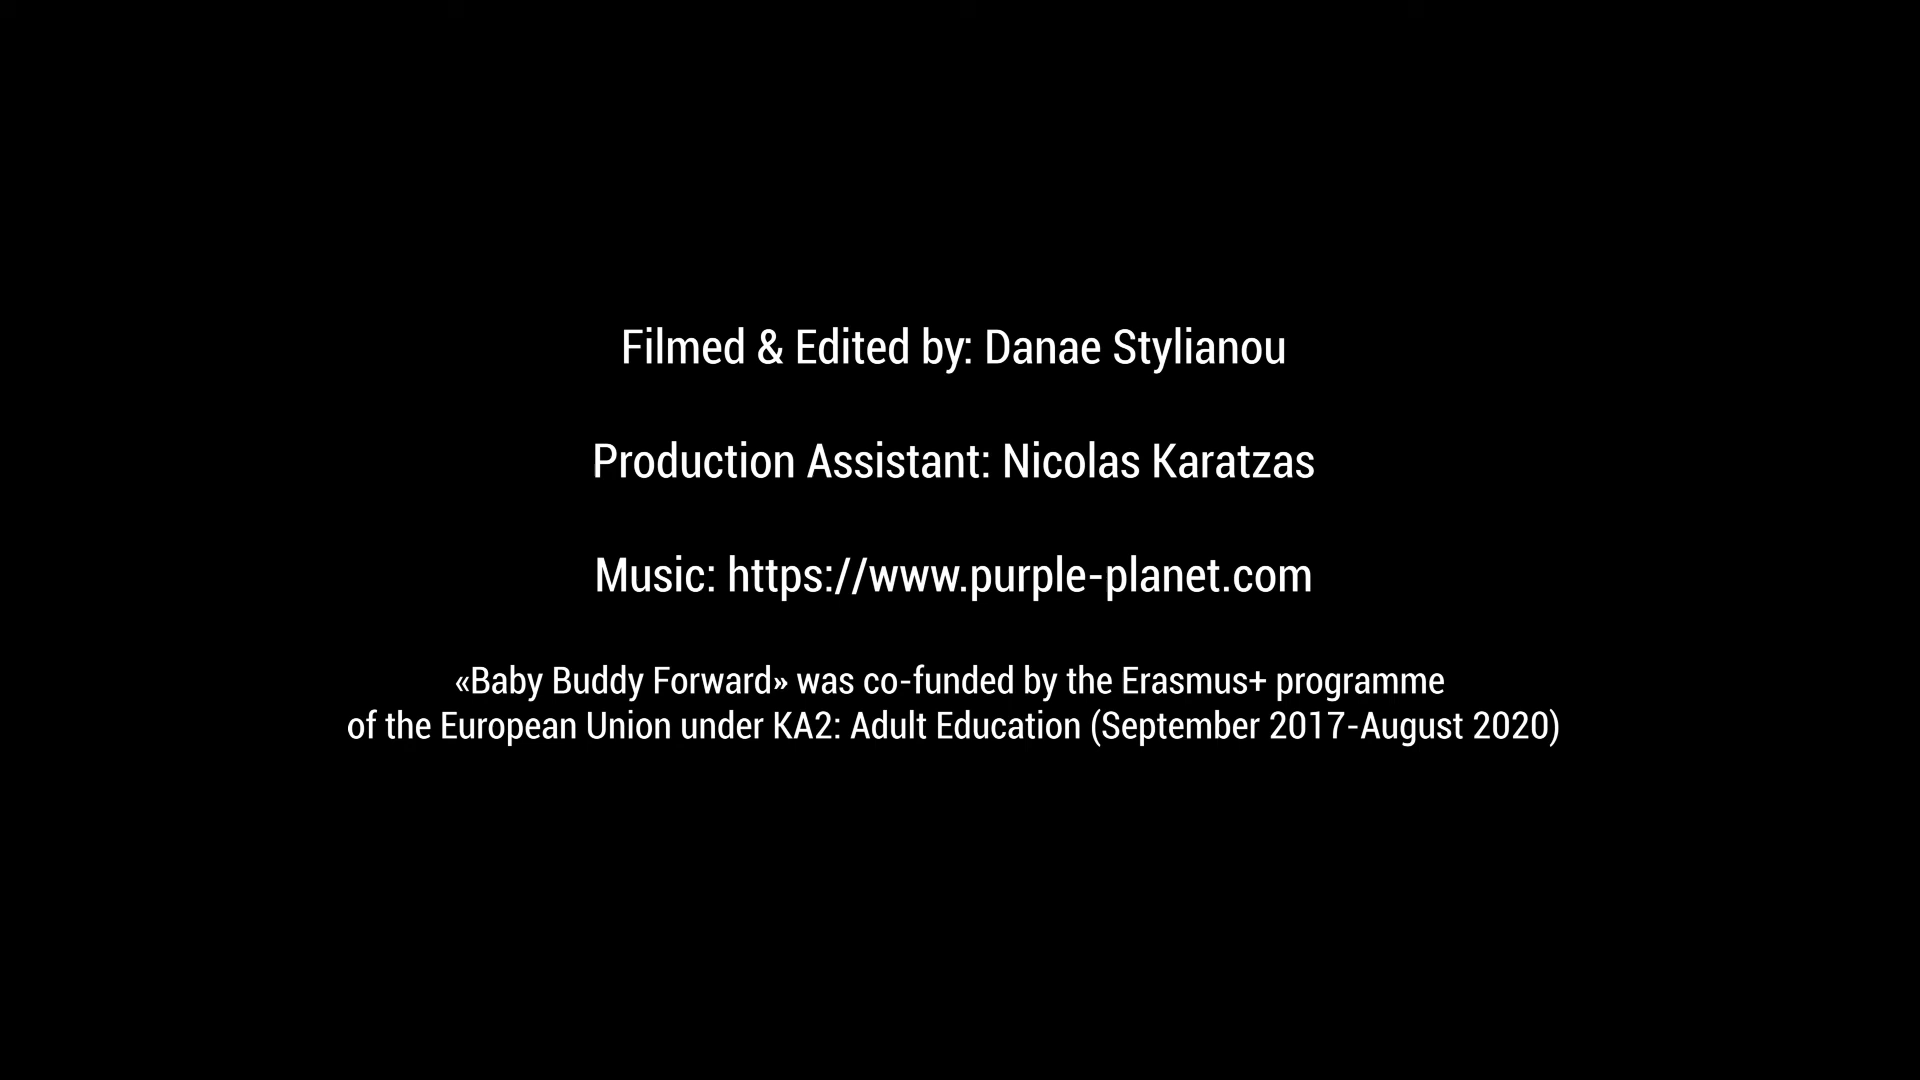 Filmed & Edited by: Danae Stylianou
Production Assistant: Nicolas Karatzas
Music: https://www.purple-planet.com
«Baby Buddy Forward» was co-funded by the Erasmus+ programme
of the European Union under KA2: Adult Education (September 2017-August 2020)